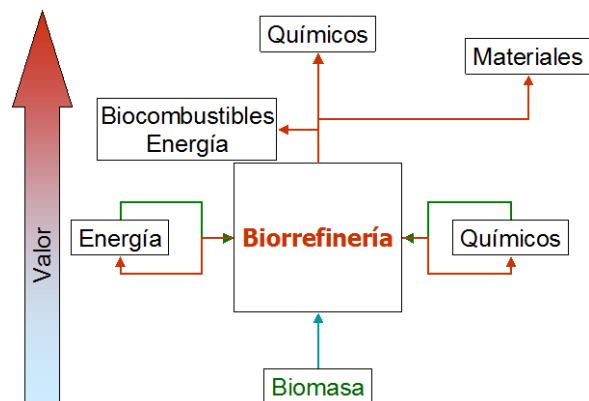 Químicos
Materiales
Biocombustibles
Energía
Valor
Energía
Biorrefinería
Químicos
Biomasa